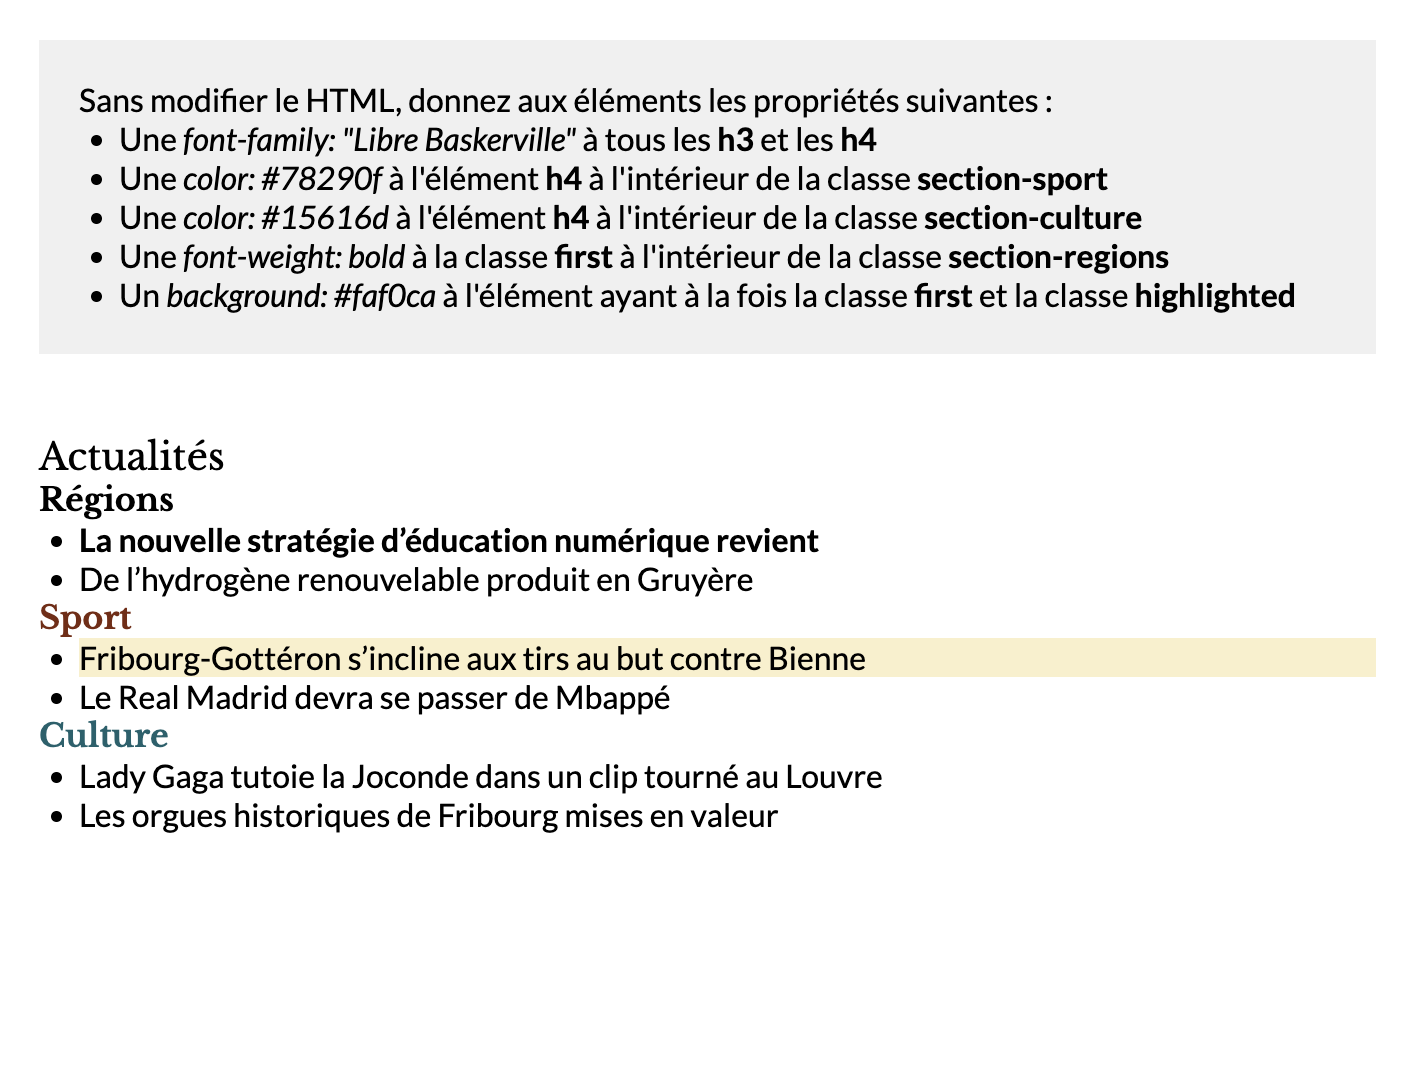 Sans modifier le HTML, donnez aux éléments les propriétés suivantes :
• Une font-family: "Libre Baskerville" à tous les h3 et les h4
• Une color: #78290f à l'élément h4 à l'intérieur de la classe section-sport
• Une color: #15616d à l'élément h4 à l'intérieur de la classe section-culture
• Une font-weight: bold à la classe first à l'intérieur de la classe section-regions
• Un background: #faf0ca à l'élément ayant à la fois la classe first et la classe highlighted
Actualités
Régions
• La nouvelle stratégie d’éducation numérique revient
• De l’hydrogène renouvelable produit en Gruyère
Sport
• Fribourg-Gottéron s’incline aux tirs au but contre Bienne
• Le Real Madrid devra se passer de Mbappé
Culture
• Lady Gaga tutoie la Joconde dans un clip tourné au Louvre
• Les orgues historiques de Fribourg mises en valeur